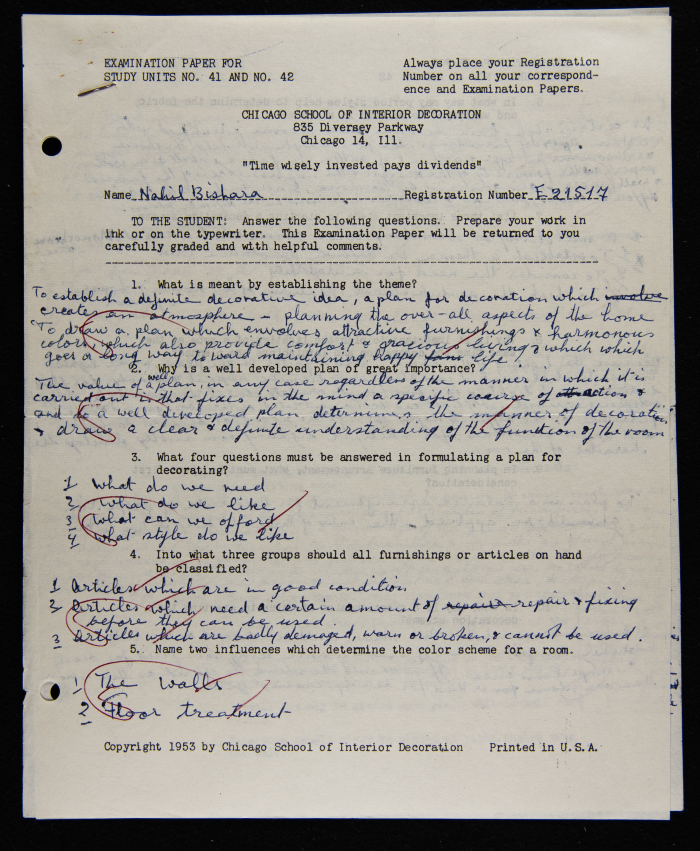 EXAMINATION PAPER FOR
STUDY UNITS NO. 41 AND NO. 42
Always place your Registration
Number on all your correspond-
ence and Examination Papers.
CHICAGO SCHOOL OF INTERIOR DECORATION
835 Diversey Parkway
Chicago 14, Ill.
"Time wisely invested pays dividends"
Name Nahil Bishara Registration Number E21517
TO THE STUDENT: Answer the following questions. Prepare your work in
ink or on the typewriter. This Examination Paper will be returned to you
carefully graded and with helpful comments.
1. What is meant by establishing the theme?
To establish a definite decorative idea, a plan for decoration which involve
creates an atmosphere - planning the over-all aspects of the home
To draw a plan which envolves attractive furnishings & harmonous
colors, which also provide comfort & gracious living & which which
goes a long way toward maintaining happy life.
2. Why is a well developed plan of great importance?
The value of a well plan, in any case regardless of the manner in which it is
carried out is that fixes in the mind a specific course of action &
and a well developed plan determines the manner of decoration
& draw a clear & definite understanding of the function of the room
3. What four questions must be answered in formulating a plan for
decorating?
1 What do we need
2 What do we like
3 What can we afford
4 What style do we like
4. Into what three groups should all furnishings or articles on hand
be classified?
1 Articles which are in good condition
2 Articles which need a certain amount of repair repair & fixing
before they can be used.
3 Articles which are badly damaged, warn or broken, & cannot be used.
5. Name two influences which determine the color scheme for a room.
1 The walls
2 Floor treatment
Copyright 1953 by Chicago School of Interior Decoration Printed in U.S.A.